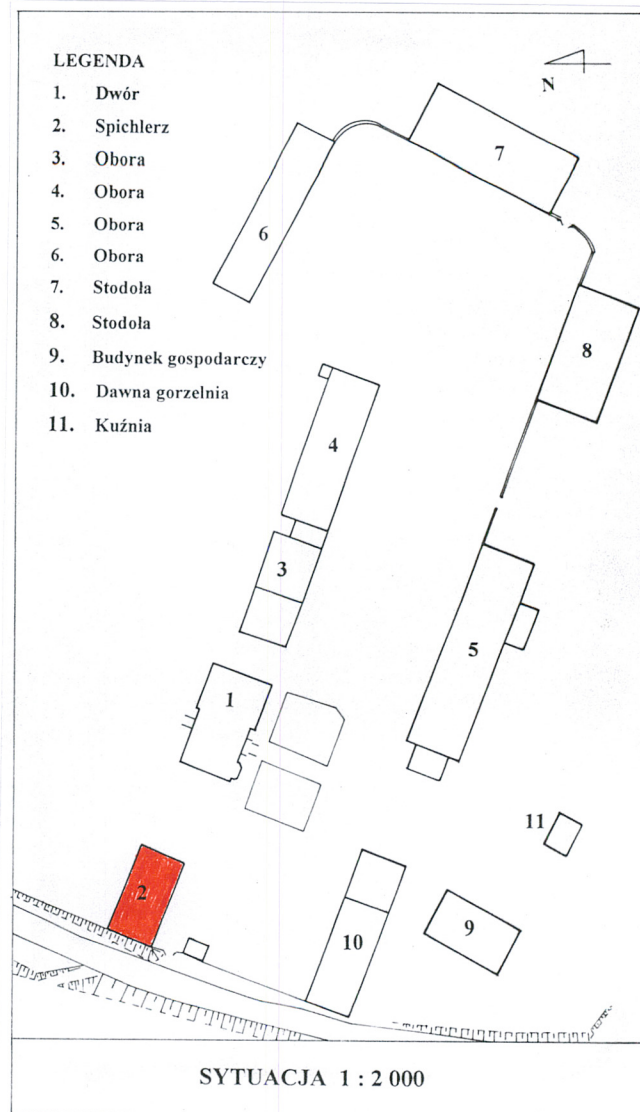 LEGENDA
1. Dwór
2. Spichlerz
3. Obora
4. Obora
5. Obora
6. Obora
7. Stodoła
8. Stodoła
9. Budynek gospodarczy
10. Dawna gorzelnia
11. Kuźnia
N
7
6
8
4
3
5
1
11
2
9
10
SYTUACJA 1 : 2 000